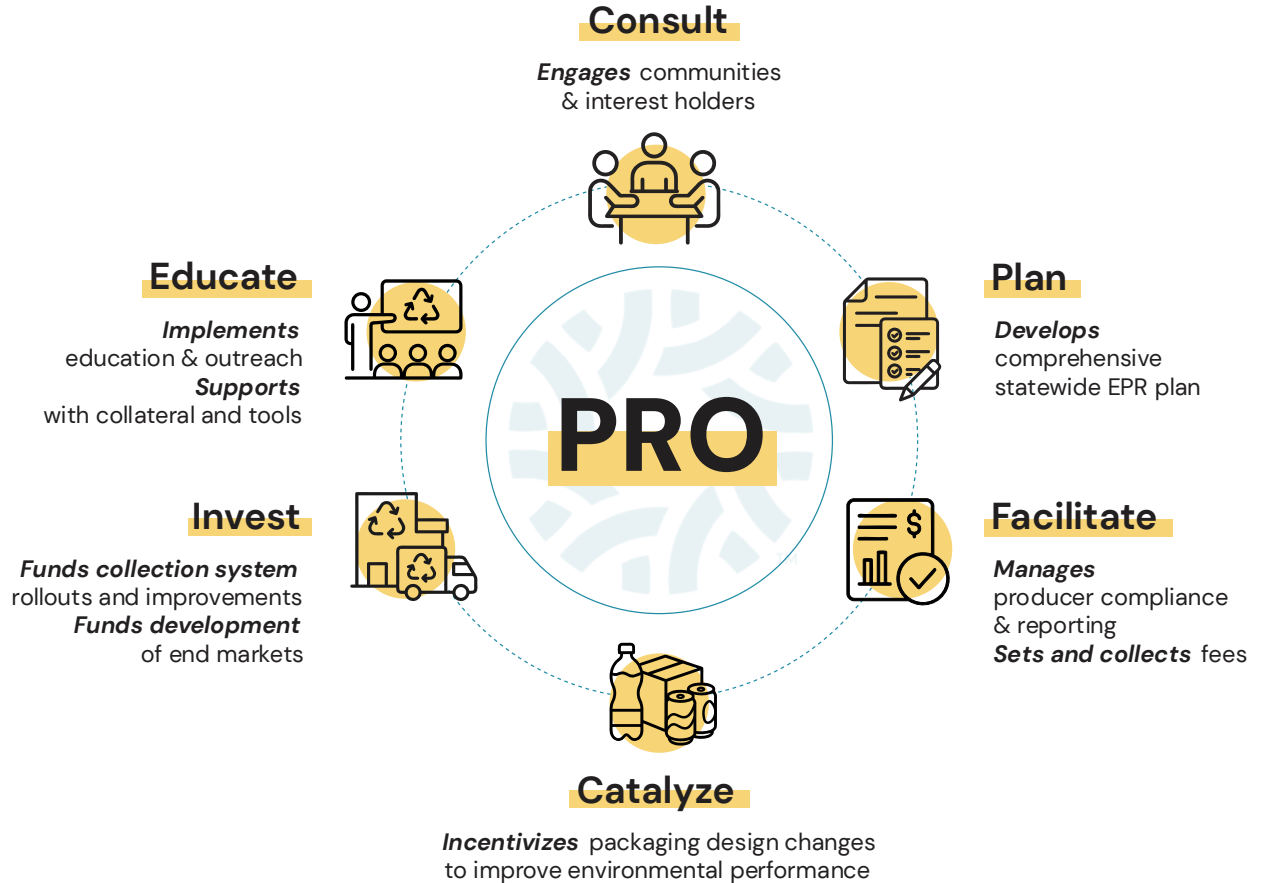 Consult
Engages communities
& interest holders
Plan
Develops
comprehensive
statewide EPR plan
Facilitate
Manages
producer compliance
& reporting
Sets and collects fees
Catalyze
Incentivizes packaging design changes
to improve environmental performance
Invest
Funds collection system
rollouts and improvements
Funds development
of end markets
Educate
Implements
education & outreach
Supports
with collateral and tools
PRO
TM
$